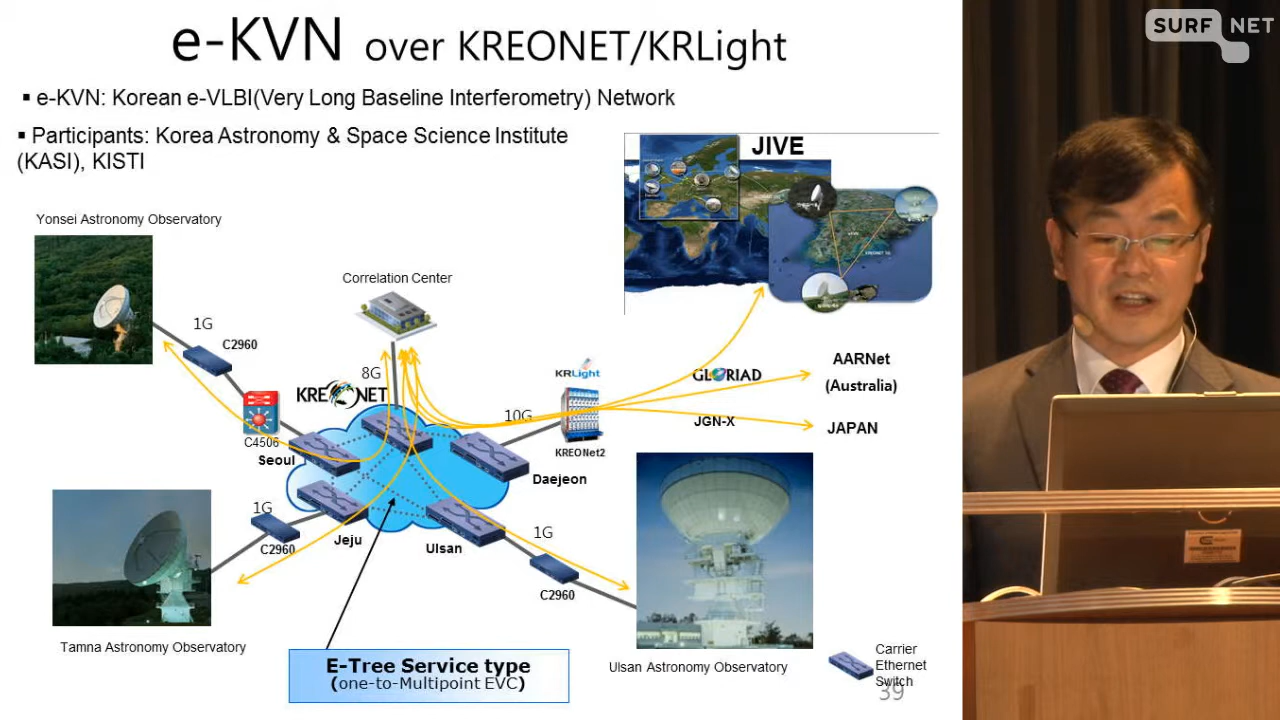 SURF NET
e-KVN over KREONET/KRLight
▪ e-KVN: Korean e-VLBI(Very Long Baseline Interferometry) Network
▪ Participants: Korea Astronomy & Space Science Institute
(KASI), KISTI
JIVE
Yonsei Astronomy Observatory
Correlation Center
1G
C2960
8G
KREONET
KRLight
GLORIAD
AARNet
(Australia)
10G
JGN-X
JAPAN
C4506
Seoul
KREONet2
Daejeon
1G
C2960
Jeju
Ulsan
1G
C2960
Tamna Astronomy Observatory
E-Tree Service type
(one-to-Multipoint EVC)
Ulsan Astronomy Observatory
Carrier
Ethernet
Switch
39